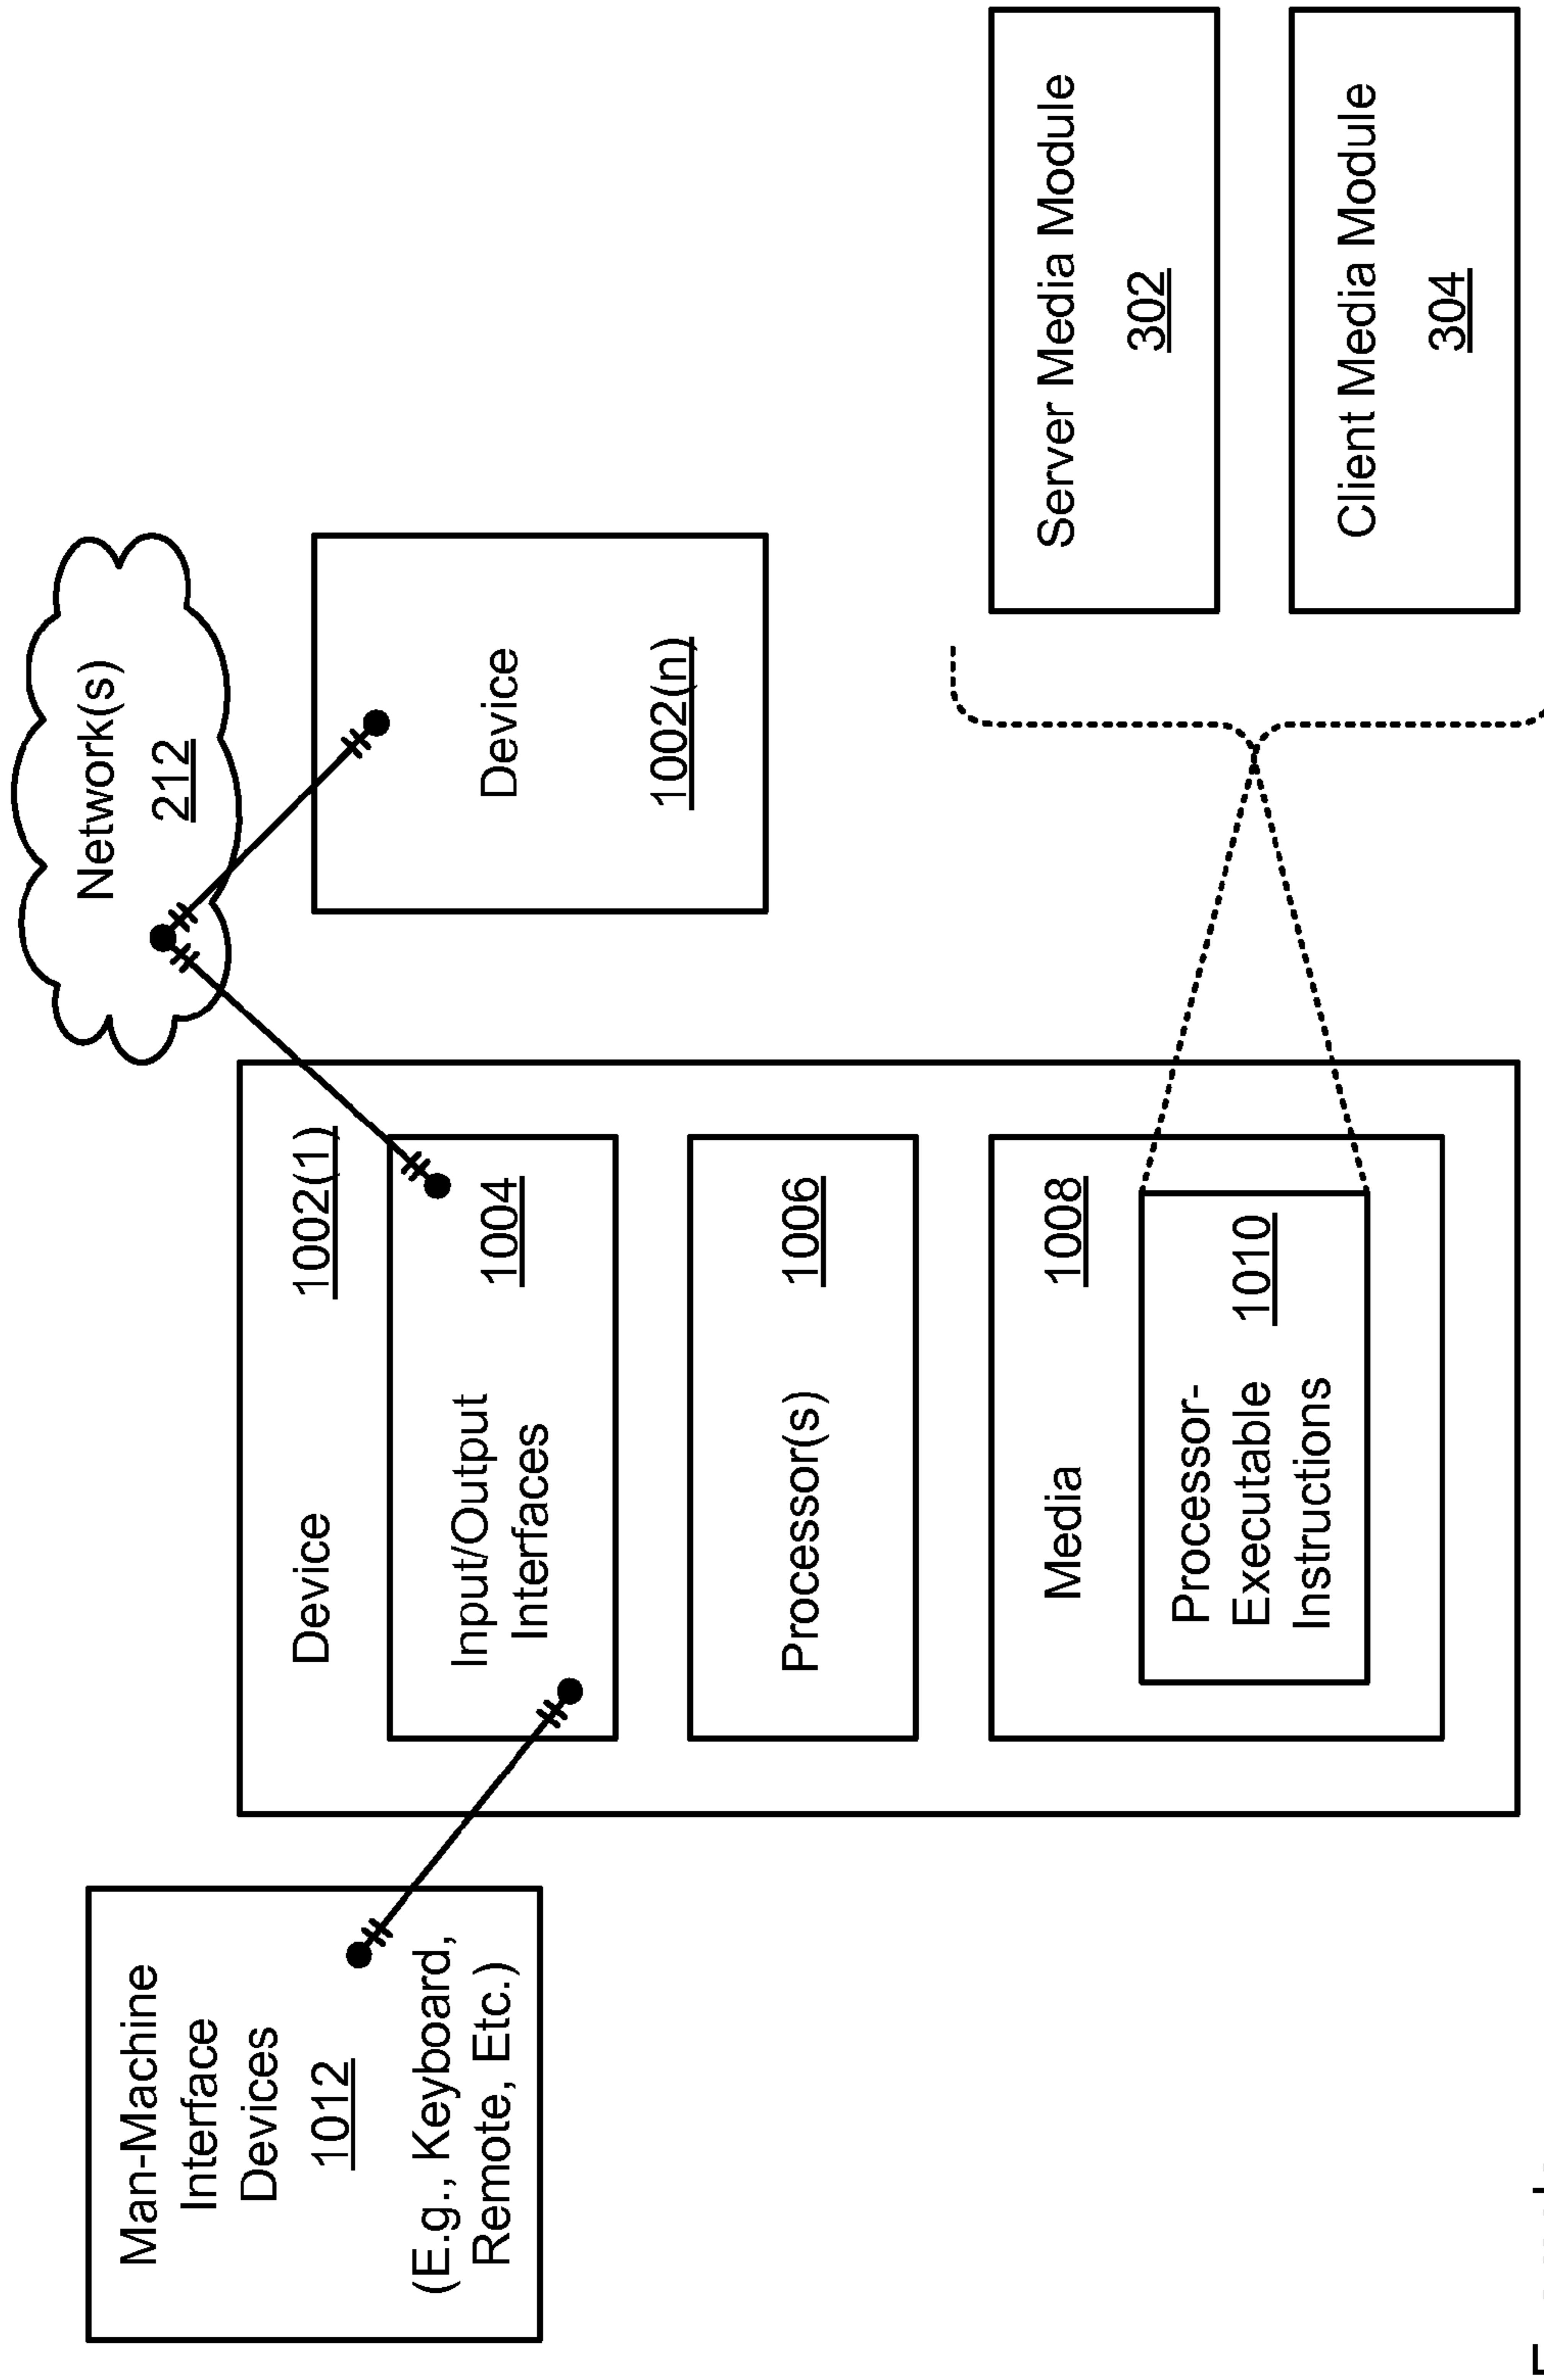 Man-Machine
Interface
Devices
1012
(E.g., Keyboard,
Remote, Etc.)
Network(s)
212
Device
1002(1)
Input/Output
Interfaces
1004
Processor(s)
1006
Media
1008
Processor-
Executable
Instructions
1010
Device
1002(n)
Server Media Module
302
Client Media Module
304